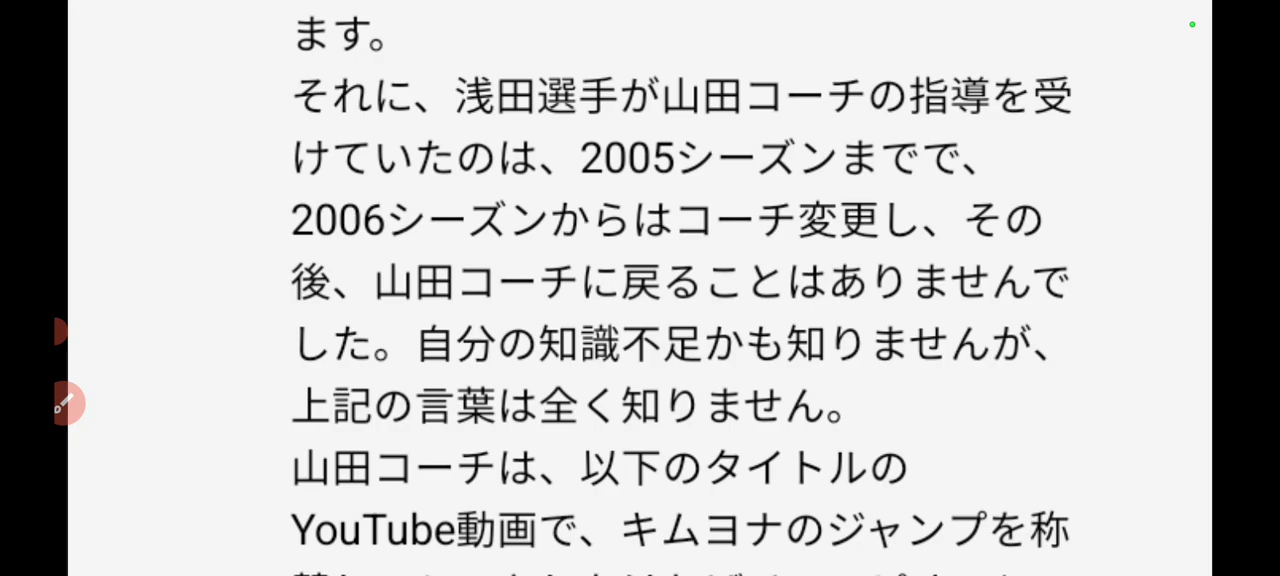 ます。
それに、浅田選手が山田コーチの指導を受
けていたのは、2005シーズンまでで、
2006シーズンからはコーチ変更し、その
後、山田コーチに戻ることはありませんで
した。自分の知識不足かも知りませんが、
上記の言葉は全く知りません。
山田コーチは、以下のタイトルの
YouTube動画で、キムヨナのジャンプを称